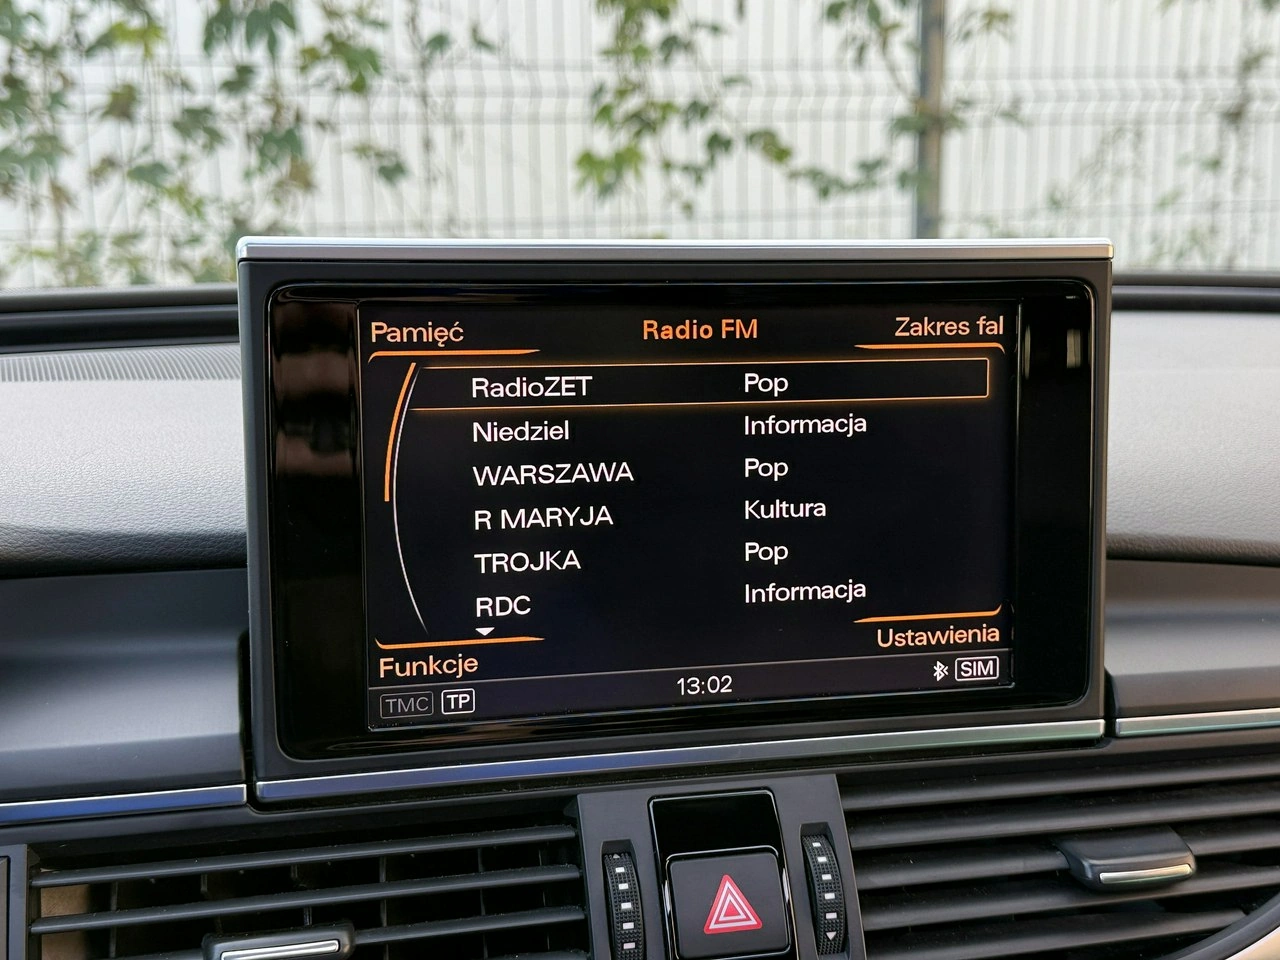 Pamięć Radio FM Zakres fal
RadioZET Pop
Niedziel Informacja
WARSZAWA Pop
R MARYJA Kultura
TROJKA Pop
RDC Informacja
Funkcje Ustawienia
TMC TP 13:02 SIM